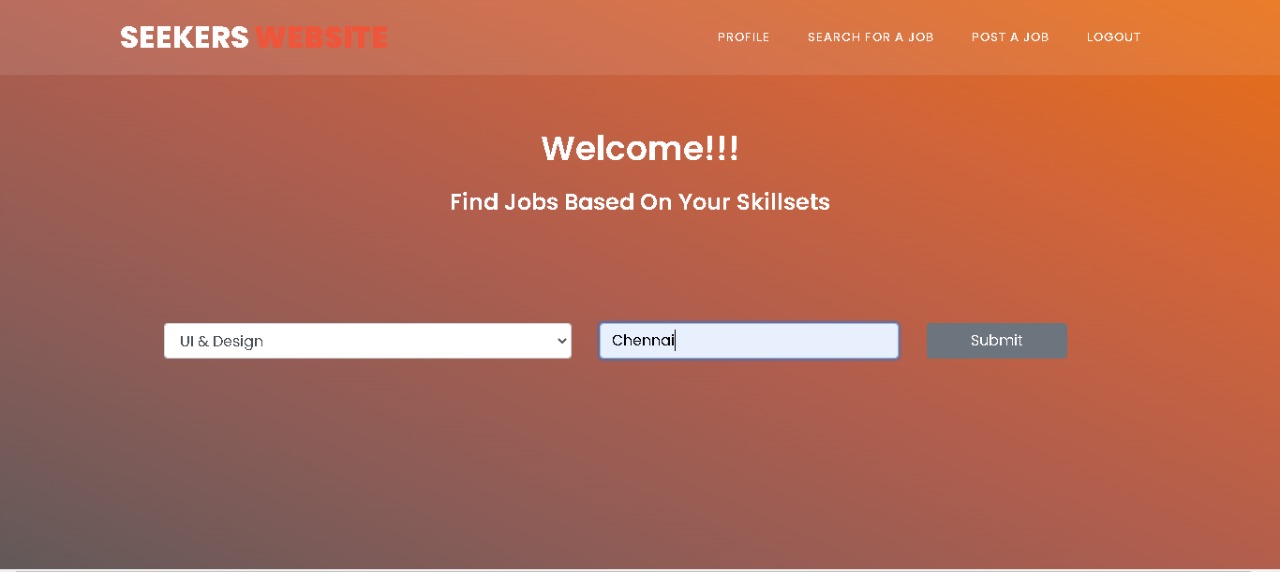 SEEKERS WEBSITE PROFILE SEARCH FOR A JOB POST A JOB LOGOUT
Welcome!!!
Find Jobs Based On Your Skillsets
UI & Design Chennai Submit